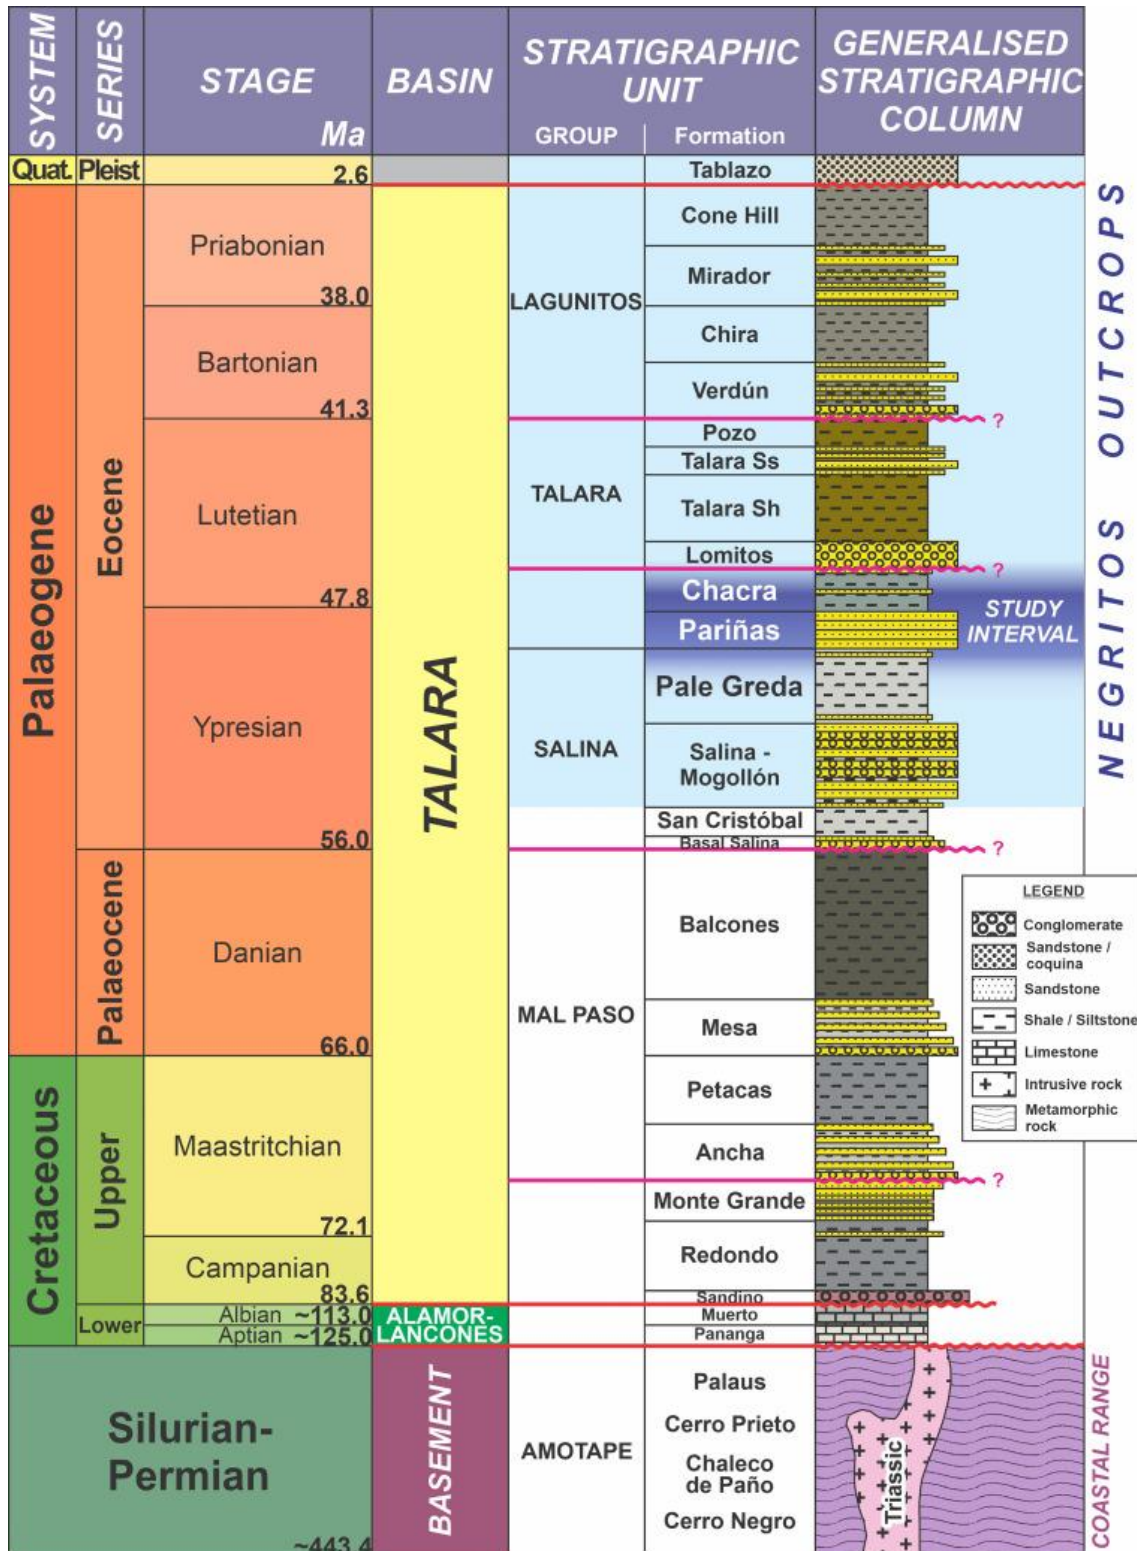 SYSTEM
SERIES
STAGE
Ma
BASIN
STRATIGRAPHIC
UNIT
GROUP
Formation
GENERALISED
STRATIGRAPHIC
COLUMN
Quat.
Pleist
2.6
Tablazo
Palaeogene
Eocene
Priabonian
38.0
Bartonian
41.3
Lutetian
47.8
Ypresian
56.0
Palaeocene
Danian
66.0
Cretaceous
Upper
Maastritchian
72.1
Campanian
83.6
Lower
Albian ~113.0
Aptian ~125.0
Silurian-
Permian
~443.4
TALARA
ALAMOR-
LANCONES
BASEMENT
LAGUNITOS
Cone Hill
Mirador
Chira
Verdún
?
TALARA
Pozo
Talara Ss
Talara Sh
Lomitos
?
Chacra
Pariñas
STUDY
INTERVAL
SALINA
Pale Greda
Salina -
Mogollón
San Cristóbal
Basal Salina
?
MAL PASO
Balcones
Mesa
Petacas
Ancha
?
Monte Grande
Redondo
Sandino
Muerto
Pananga
AMOTAPE
Palaus
Cerro Prieto
Chaleco
de Paño
Cerro Negro
Triassic
NEGRITOS OUTCROPS
LEGEND
Conglomerate
Sandstone /
coquina
Sandstone
Shale / Siltstone
Limestone
Intrusive rock
Metamorphic
rock
COASTAL RANGE